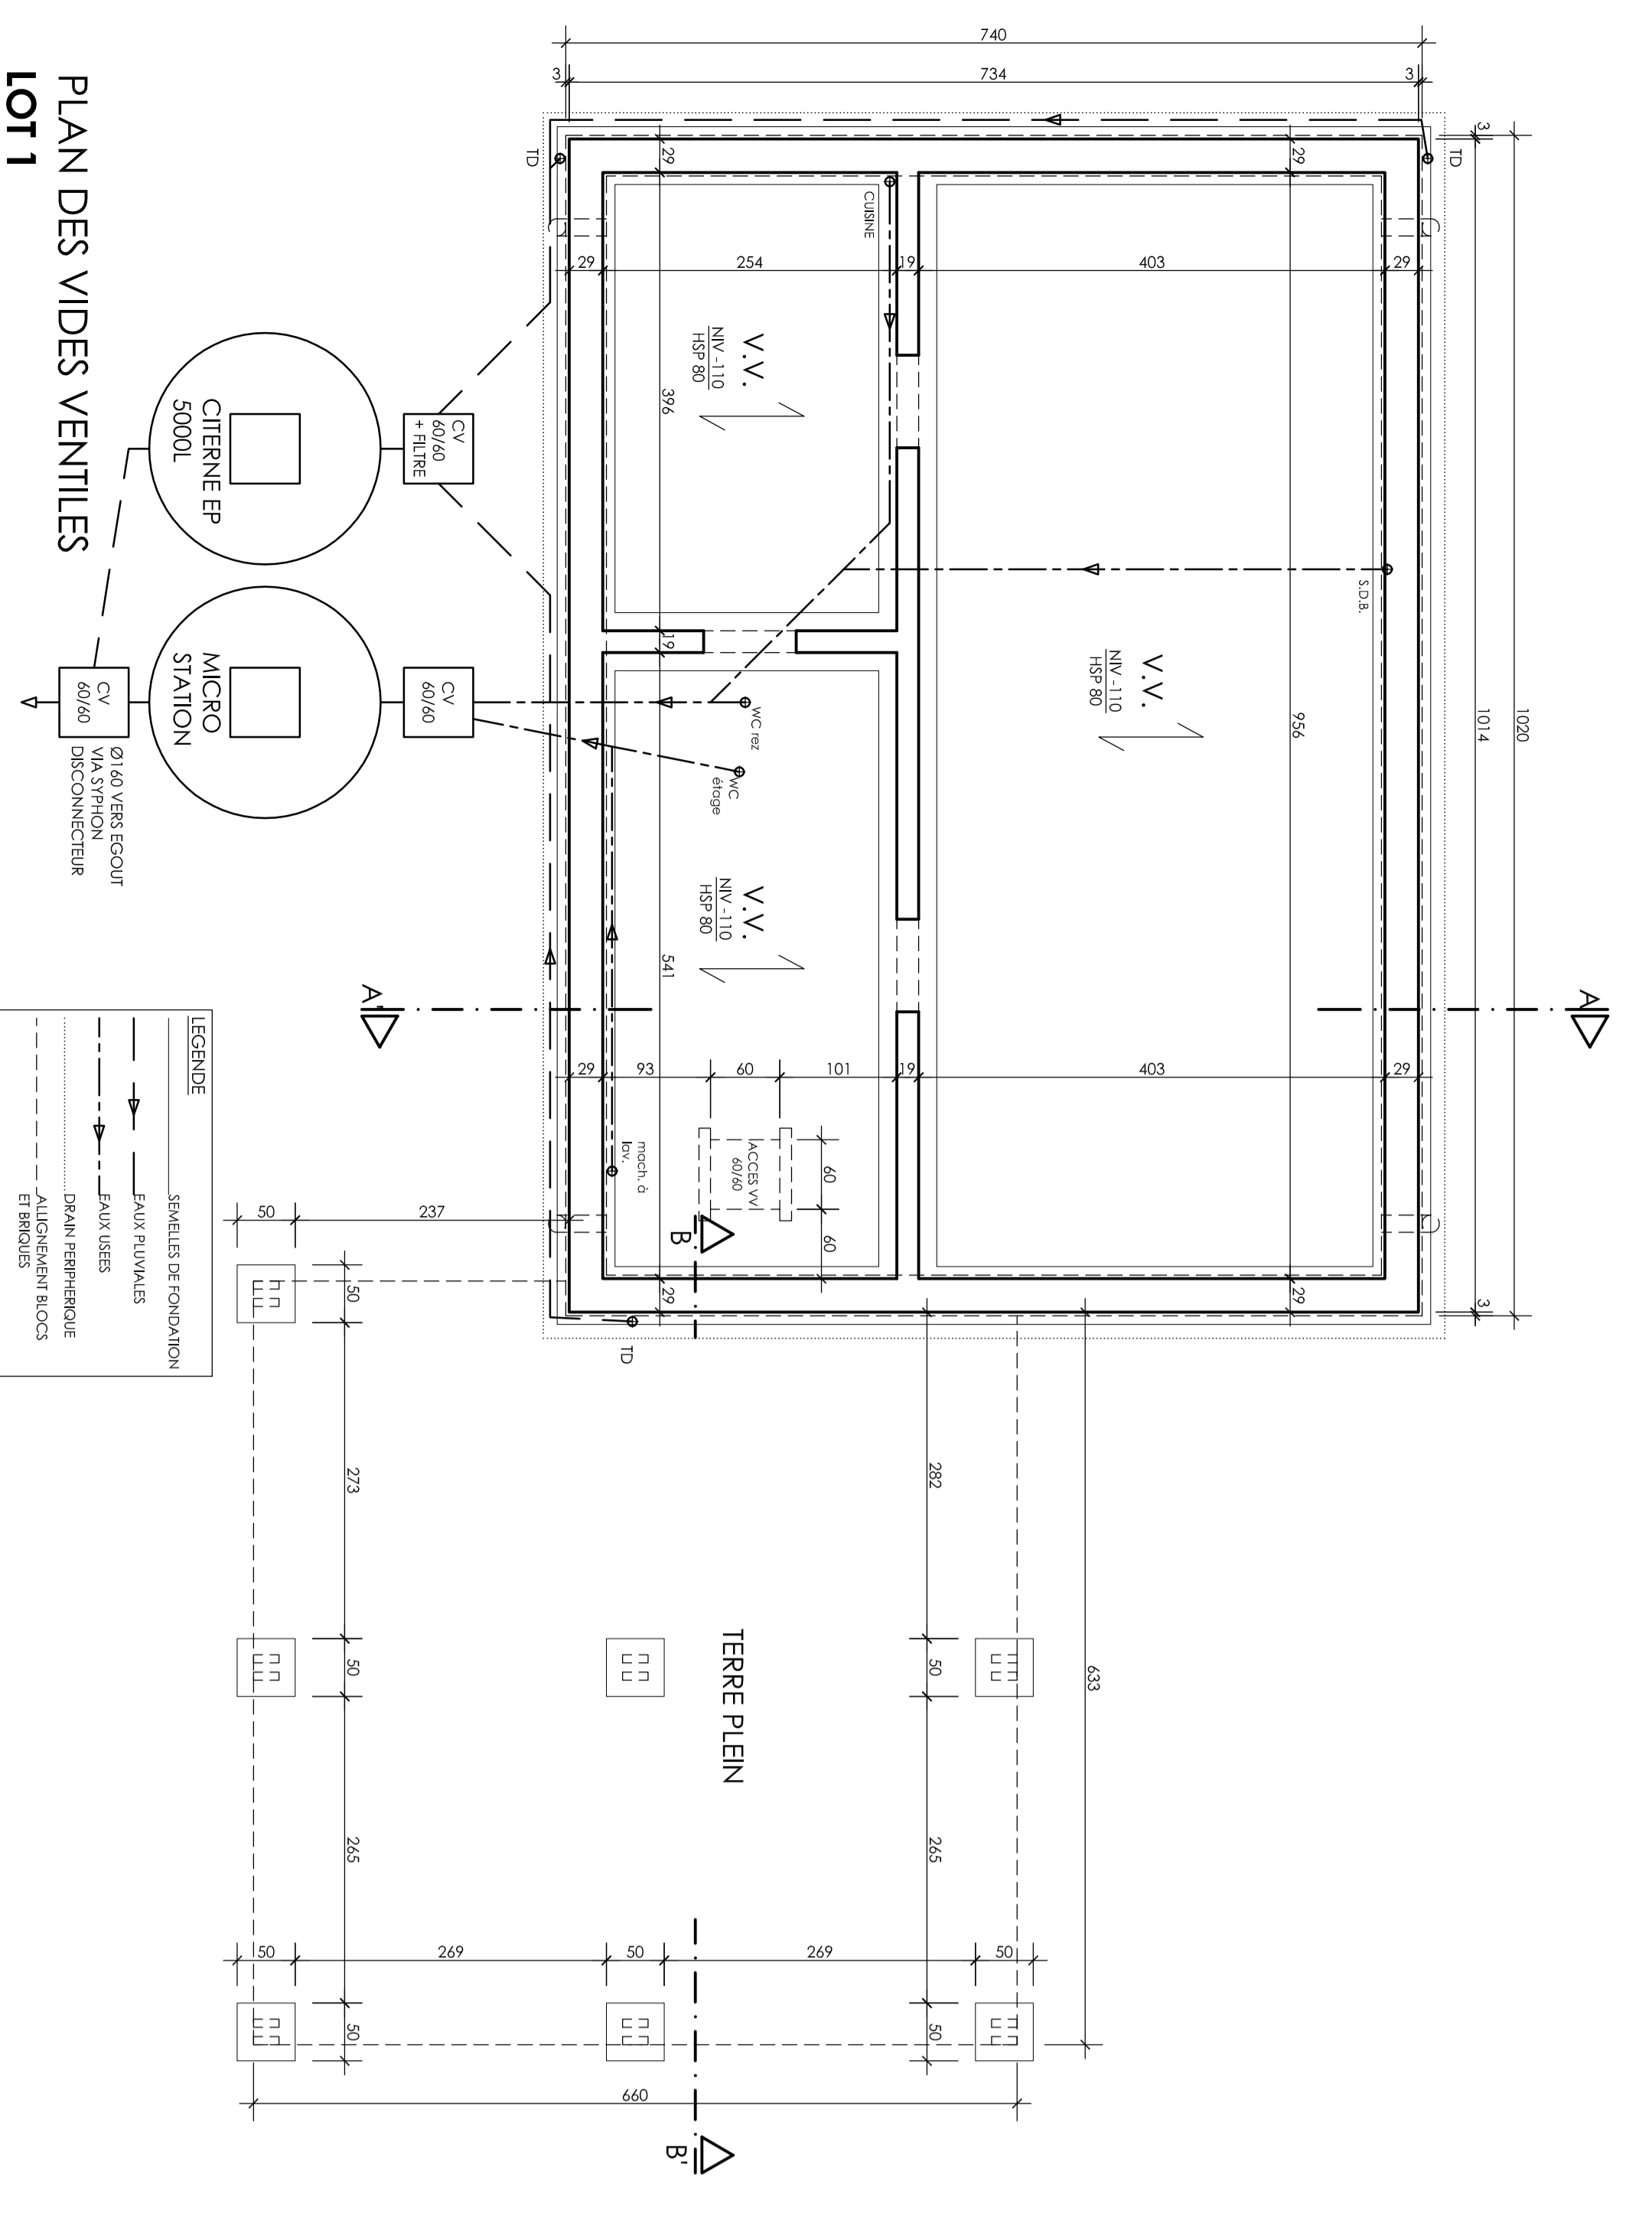 PLAN DES VIDES VENTILES
LOT 1
740
734
3
3
3
1020
1014
3
TD
TD
TD
29
29
CUISINE
29
254
19
403
29
V.V.
NIV -110
HSP 80
396
S.D.B.
V.V.
NIV -110
HSP 80
956
19
WC rez
WC
étage
V.V.
NIV -110
HSP 80
541
A
A'
29
93
60
101
19
403
29
ACCES VV
60/60
60
60
mach. à
lav.
B
29
29
CV
60/60
+ FILTRE
CITERNE EP
5000L
CV
60/60
MICRO
STATION
CV
60/60
Ø160 VERS EGOUT
VIA SYPHON
DISCONNECTEUR
LEGENDE
SEMELLES DE FONDATION
EAUX PLUVIALES
EAUX USEES
DRAIN PERIPHERIQUE
ALLIGNEMENT BLOCS
ET BRIQUES
50
237
50
273
50
265
50
282
50
265
50
633
TERRE PLEIN
50
269
50
269
50
660
B'